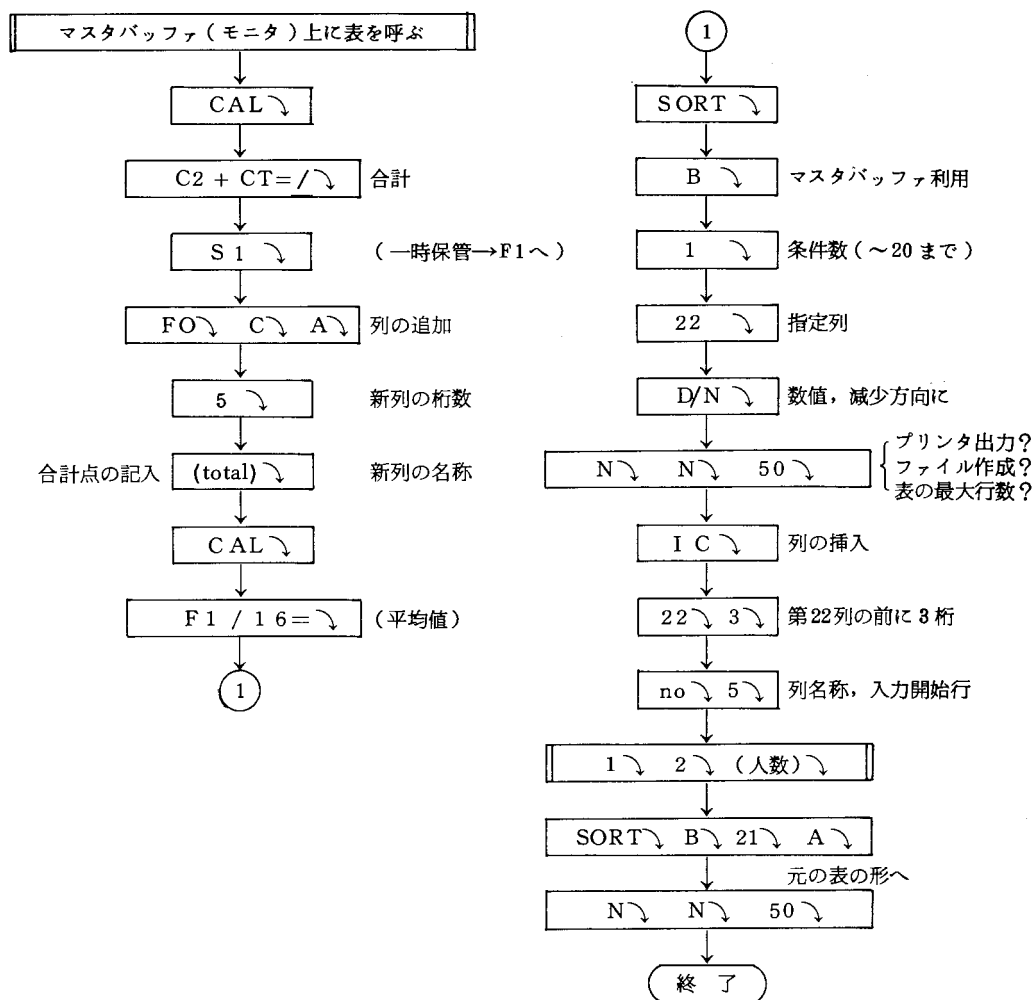 マスタバッファ(モニタ)上に表を呼ぶ
CAL⤵
C2 + CT=/⤵ 合計
S1⤵ (一時保管→F1へ)
FO⤵ C⤵ A⤵ 列の追加
5⤵ 新列の桁数
合計点の記入 (total)⤵ 新列の名称
CAL⤵
F1 / 16=⤵ (平均値)
1
1
SORT⤵
B⤵ マスタバッファ利用
1⤵ 条件数(~20まで)
22⤵ 指定列
D/N⤵ 数値,減少方向に
N⤵ N⤵ 50⤵
プリンタ出力?
ファイル作成?
表の最大行数?
IC⤵ 列の挿入
22⤵ 3⤵ 第22列の前に3桁
no⤵ 5⤵ 列名称,入力開始行
1⤵ 2⤵ (人数)⤵
SORT⤵ B⤵ 21⤵ A⤵
元の表の形へ
N⤵ N⤵ 50⤵
終了